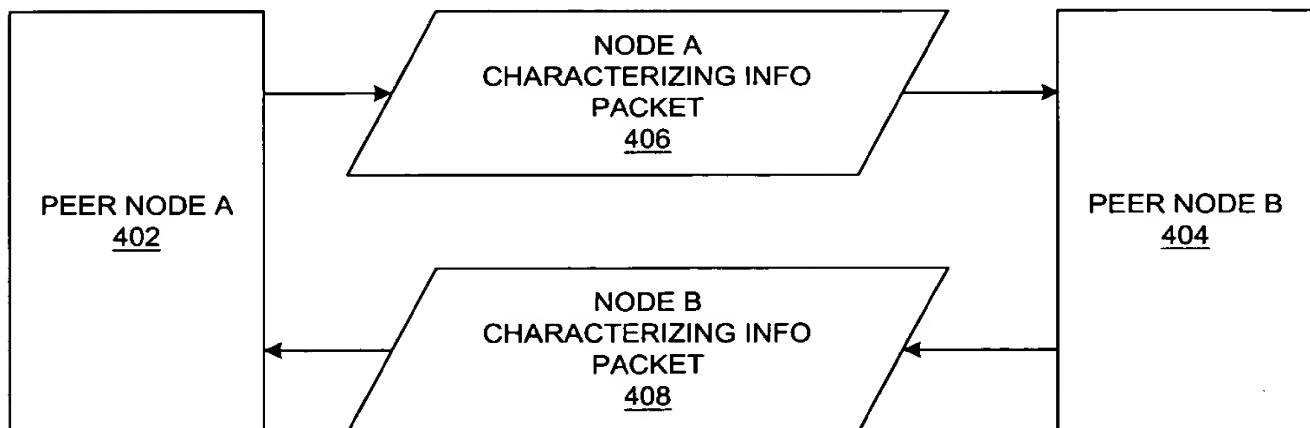 NODE A
CHARACTERIZING INFO
PACKET
406
PEER NODE A
402
PEER NODE B
404
NODE B
CHARACTERIZING INFO
PACKET
408